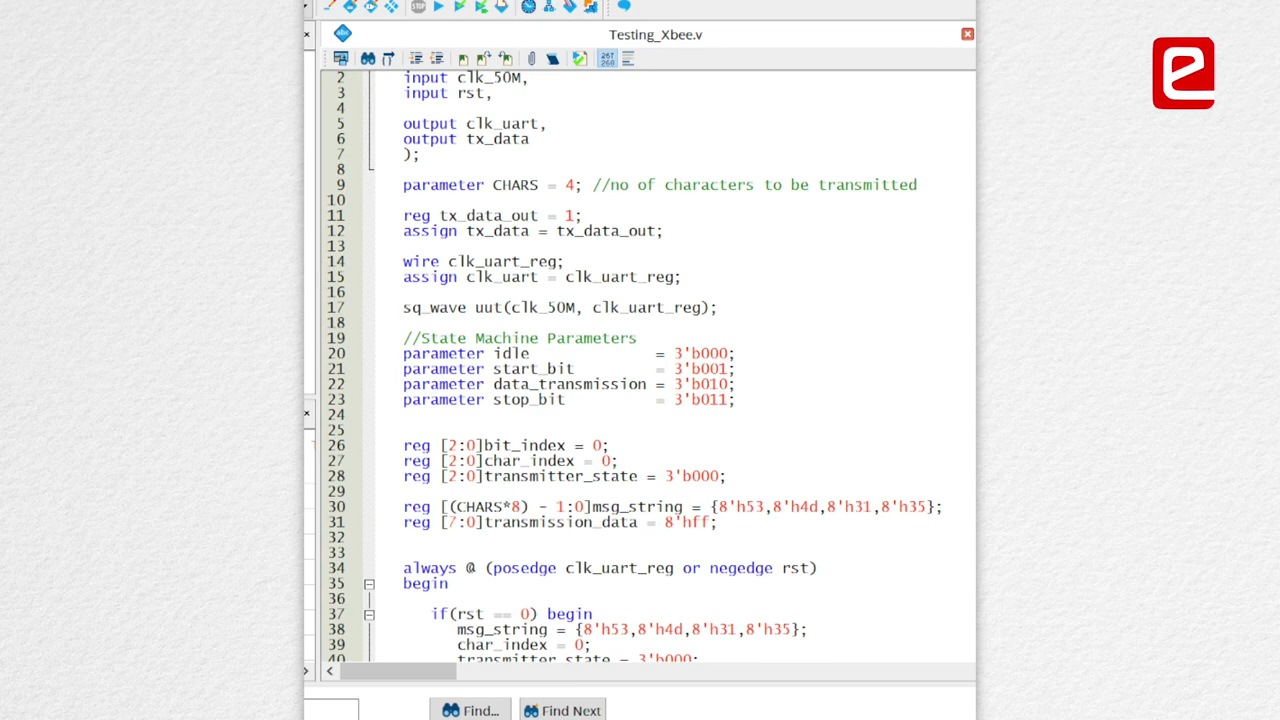 Testing_Xbee.v
267
268
2 input clk_50M,
3 input rst,
4
5 output clk_uart,
6 output tx_data
7 );
8
9 parameter CHARS = 4; //no of characters to be transmitted
10
11 reg tx_data_out = 1;
12 assign tx_data = tx_data_out;
13
14 wire clk_uart_reg;
15 assign clk_uart = clk_uart_reg;
16
17 sq_wave uut(clk_50M, clk_uart_reg);
18
19 //State Machine Parameters
20 parameter idle = 3'b000;
21 parameter start_bit = 3'b001;
22 parameter data_transmission = 3'b010;
23 parameter stop_bit = 3'b011;
24
25
26 reg [2:0]bit_index = 0;
27 reg [2:0]char_index = 0;
28 reg [2:0]transmitter_state = 3'b000;
29
30 reg [(CHARS*8) - 1:0]msg_string = {8'h53,8'h4d,8'h31,8'h35};
31 reg [7:0]transmission_data = 8'hff;
32
33
34 always @ (posedge clk_uart_reg or negedge rst)
35 begin
36
37 if(rst == 0) begin
38 msg_string = {8'h53,8'h4d,8'h31,8'h35};
39 char_index = 0;
40 transmitter_state = 3'b000;
Find... Find Next